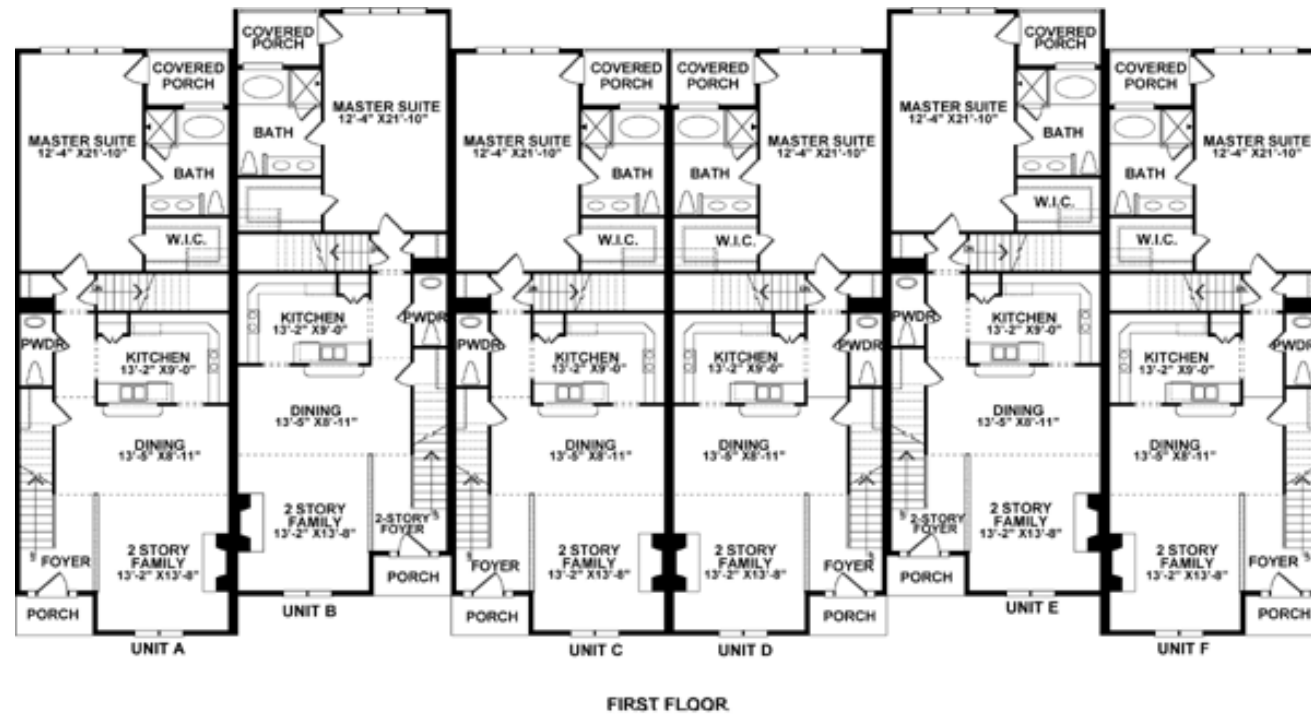 COVERED
PORCH
MASTER SUITE
12'-4" X21'-10"
BATH
W.I.C.
PWDR
KITCHEN
13'-2" X9'-0"
DINING
13'-5" X8'-11"
2 STORY
FAMILY
13'-2" X13'-8"
FOYER
PORCH
UNIT A
COVERED
PORCH
MASTER SUITE
12'-4" X21'-10"
BATH
KITCHEN
13'-2" X9'-0"
PWDR
DINING
13'-5" X8'-11"
2 STORY
FAMILY
13'-2" X13'-8"
2-STORY
FOYER
PORCH
UNIT B
COVERED
PORCH
MASTER SUITE
12'-4" X21'-10"
BATH
W.I.C.
PWDR
KITCHEN
13'-2" X9'-0"
DINING
13'-5" X8'-11"
2 STORY
FAMILY
13'-2" X13'-8"
FOYER
PORCH
UNIT C
COVERED
PORCH
MASTER SUITE
12'-4" X21'-10"
BATH
W.I.C.
KITCHEN
13'-2" X9'-0"
PWDR
DINING
13'-5" X8'-11"
2 STORY
FAMILY
13'-2" X13'-8"
FOYER
PORCH
UNIT D
COVERED
PORCH
MASTER SUITE
12'-4" X21'-10"
BATH
W.I.C.
PWDR
KITCHEN
13'-2" X9'-0"
DINING
13'-5" X8'-11"
2 STORY
FAMILY
13'-2" X13'-8"
2-STORY
FOYER
PORCH
UNIT E
COVERED
PORCH
MASTER SUITE
12'-4" X21'-10"
BATH
W.I.C.
KITCHEN
13'-2" X9'-0"
PWDR
DINING
13'-5" X8'-11"
2 STORY
FAMILY
13'-2" X13'-8"
FOYER
PORCH
UNIT F
FIRST FLOOR